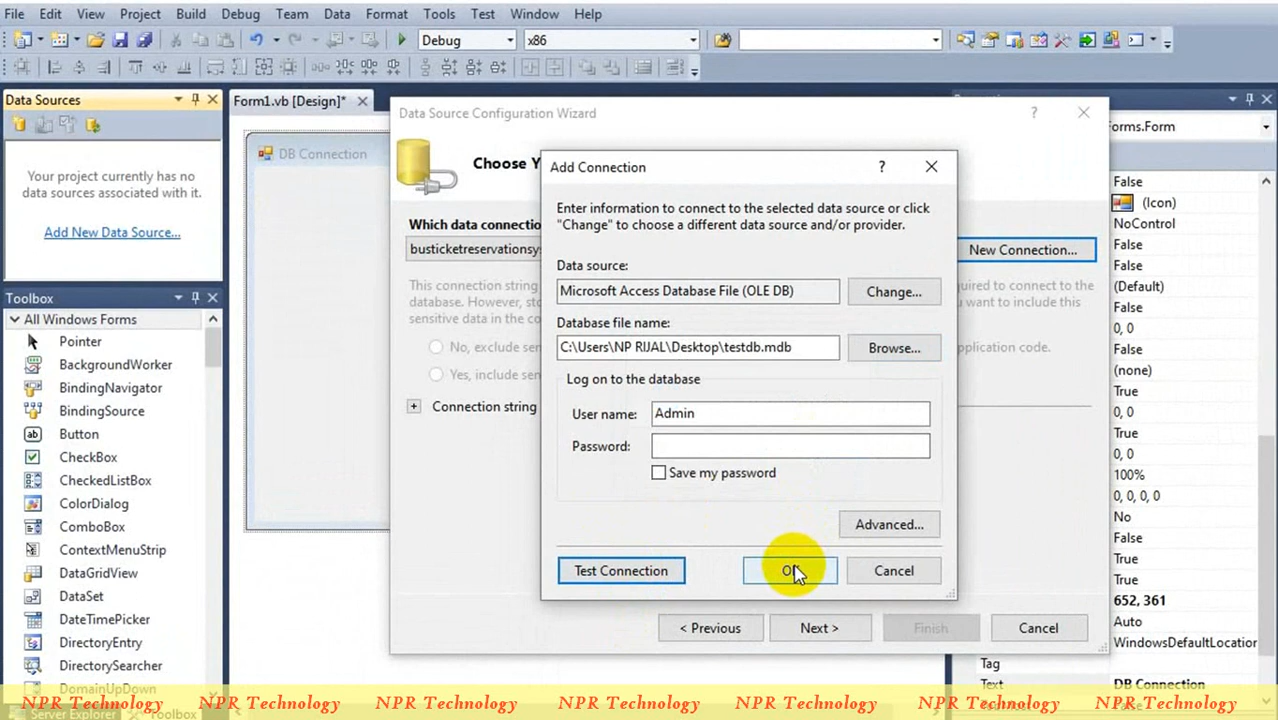 File Edit View Project Build Debug Team Data Format Tools Test Window Help
Debug x86
Data Sources
Form1.vb [Design]*
Your project currently has no
data sources associated with it.
Add New Data Source...
DB Connection
Data Source Configuration Wizard ?
Choose Y
Which data connection
busticketreservationsys
New Connection...
This connection string
database. However, sto
sensitive data in the co
quired to connect to the
u want to include this
No, exclude sen
pplication code.
Yes, include sen
+ Connection string
< Previous Next > Finish Cancel
Add Connection ?
Enter information to connect to the selected data source or click
"Change" to choose a different data source and/or provider.
Data source:
Microsoft Access Database File (OLE DB) Change...
Database file name:
C:\Users\NP RIJAL\Desktop\testdb.mdb Browse...
Log on to the database
User name: Admin
Password:
Save my password
Advanced...
Test Connection Cancel
Toolbox
All Windows Forms
Pointer
BackgroundWorker
BindingNavigator
BindingSource
ab Button
CheckBox
CheckedListBox
ColorDialog
ComboBox
ContextMenuStrip
DataGridView
DataSet
DateTimePicker
DirectoryEntry
DirectorySearcher
DomainUpDown
Server Explorer Toolbox
orms.Form
False
(Icon)
NoControl
False
False
(Default)
False
0, 0
False
(none)
True
0, 0
True
0, 0
100%
0, 0, 0, 0
No
False
True
True
652, 361
Auto
WindowsDefaultLocation
Tag
Text DB Connection
NPR Technology NPR Technology NPR Technology NPR Technology NPR Technology NPR Technology NPR Technology